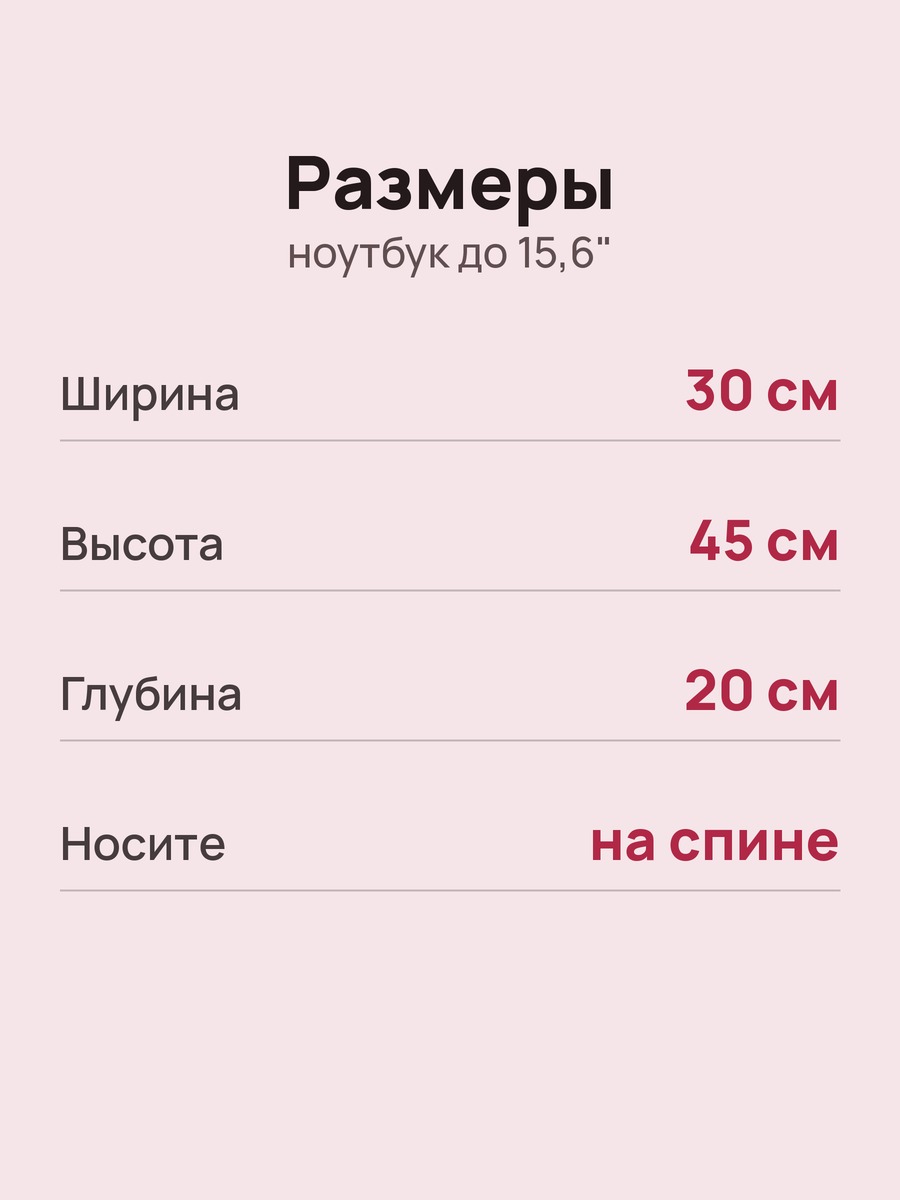 Размеры
ноутбук до 15,6"
Ширина 30 см
Высота 45 см
Глубина 20 см
Носите на спине